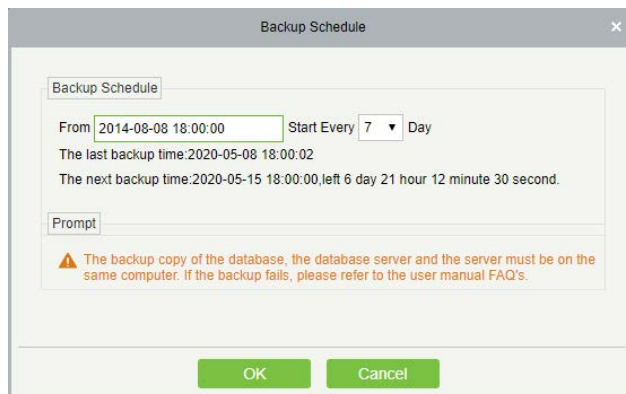 Backup Schedule
Backup Schedule
From 2014-08-08 18:00:00 Start Every 7 Day
The last backup time:2020-05-08 18:00:02
The next backup time:2020-05-15 18:00:00,left 6 day 21 hour 12 minute 30 second.
Prompt
The backup copy of the database, the database server and the server must be on the
same computer. If the backup fails, please refer to the user manual FAQ's.
OK Cancel